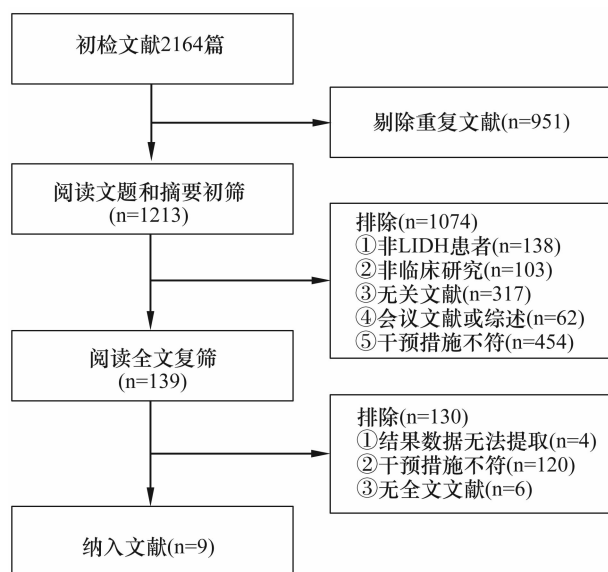 初检文献2164篇
剔除重复文献(n=951)
阅读文题和摘要初筛
(n=1213)
排除(n=1074)
①非LIDH患者(n=138)
②非临床研究(n=103)
③无关文献(n=317)
④会议文献或综述(n=62)
⑤干预措施不符(n=454)
阅读全文复筛
(n=139)
排除(n=130)
①结果数据无法提取(n=4)
②干预措施不符(n=120)
③无全文文献(n=6)
纳入文献(n=9)